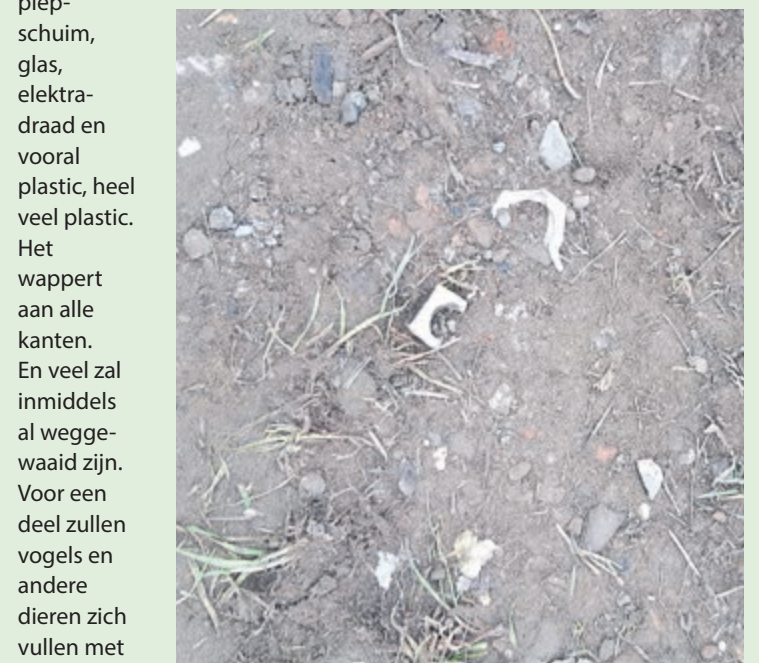 piep-
schuim,
glas,
elektra-
draad en
vooral
plastic, heel
veel plastic.
Het
wappert
aan alle
kanten.
En veel zal
inmiddels
al wegge-
waaid zijn.
Voor een
deel zullen
vogels en
andere
dieren zich
vullen met